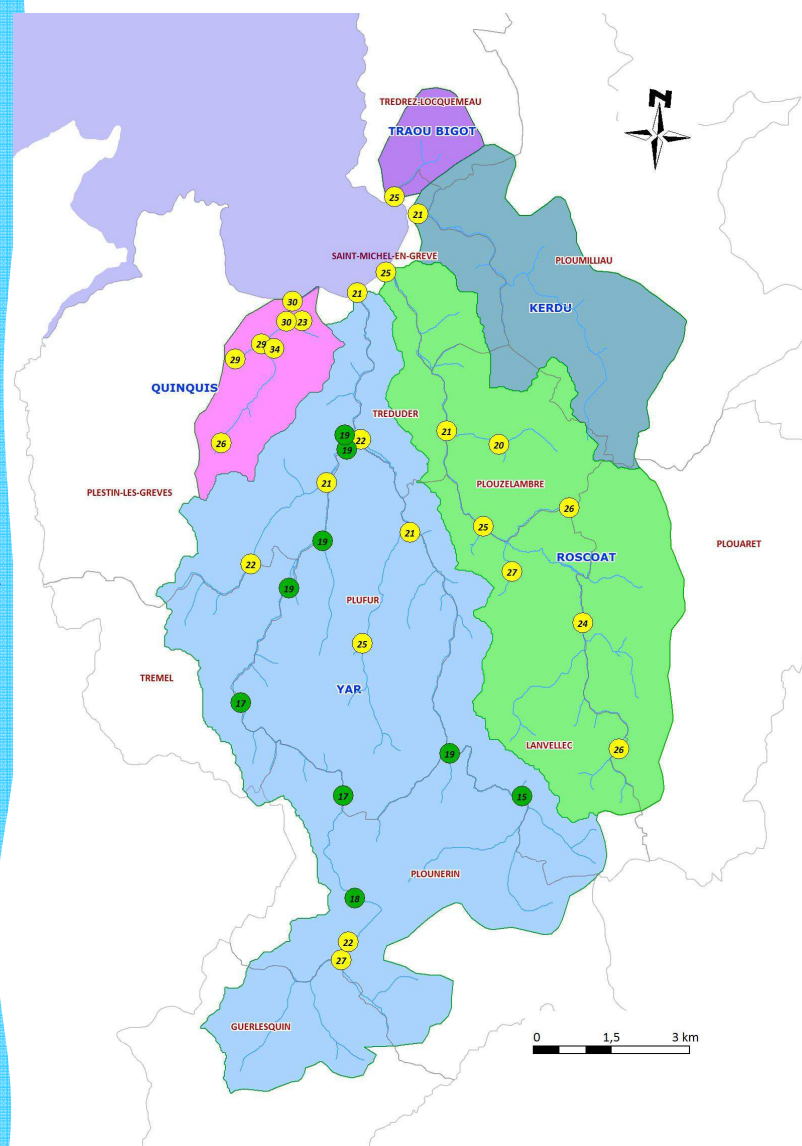 N
TREDREZ-LOCQUEMEAU
TRAOU BIGOT
25
21
SAINT-MICHEL-EN-GREVE
PLOUMILLIAU
25
21
30
KERDU
30
23
29
34
29
QUINQUIS
TREDUDER
21
19
22
20
26
19
21
PLOUZELAMBRE
PLESTIN-LES-GREVES
26
25
21
19
PLOUARET
ROSCOAT
22
27
19
PLUFUR
24
25
TREMEL
YAR
17
LANVELLEC
26
19
17
15
PLOUNERIN
18
22
27
GUERLESQUIN
0
1,5
3 km